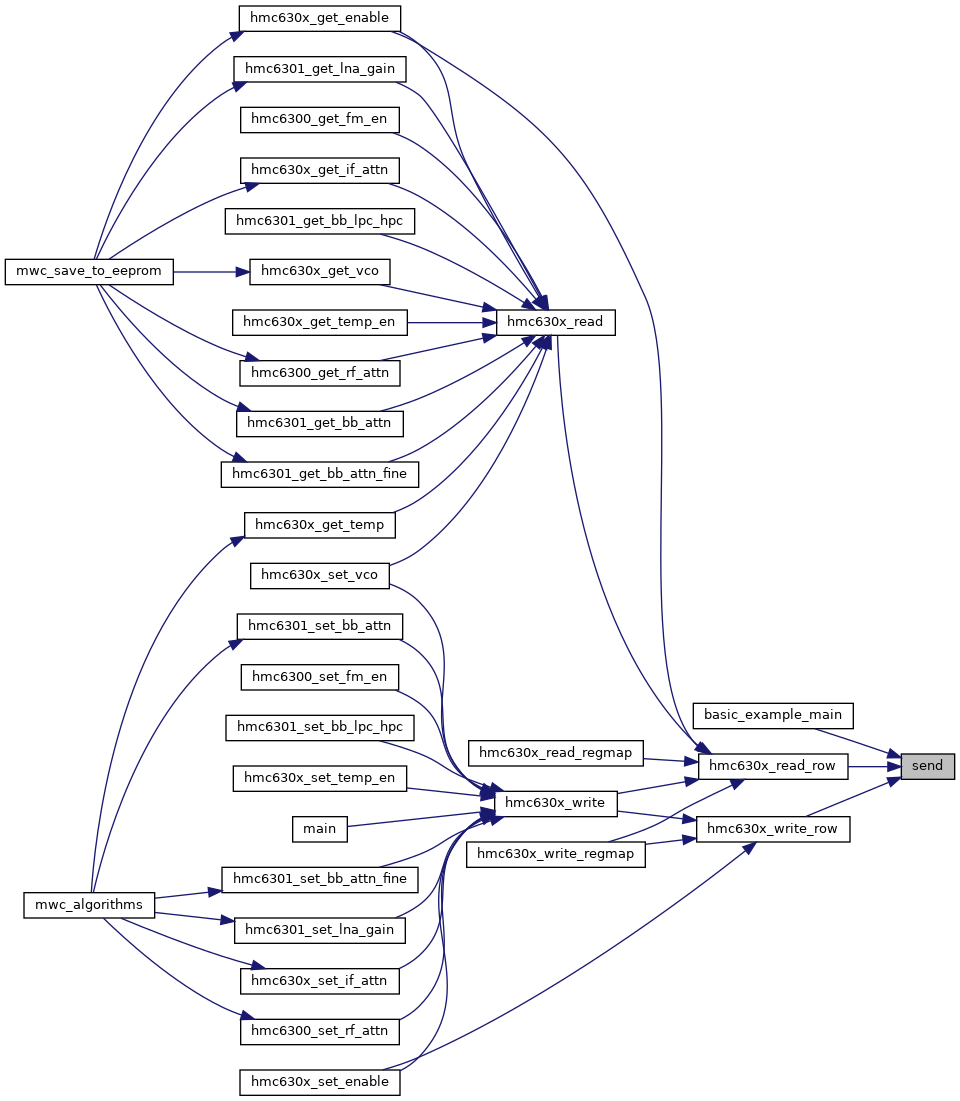 hmc630x_get_enable
hmc6301_get_lna_gain
hmc6300_get_fm_en
hmc630x_get_if_attn
hmc6301_get_bb_lpc_hpc
mwc_save_to_eeprom
hmc630x_get_vco
hmc630x_get_temp_en
hmc630x_read
hmc6300_get_rf_attn
hmc6301_get_bb_attn
hmc6301_get_bb_attn_fine
hmc630x_get_temp
hmc630x_set_vco
hmc6301_set_bb_attn
hmc6300_set_fm_en
basic_example_main
hmc6301_set_bb_lpc_hpc
hmc630x_read_regmap
hmc630x_read_row
send
hmc630x_set_temp_en
hmc630x_write
main
hmc630x_write_row
hmc630x_write_regmap
hmc6301_set_bb_attn_fine
mwc_algorithms
hmc6301_set_lna_gain
hmc630x_set_if_attn
hmc6300_set_rf_attn
hmc630x_set_enable